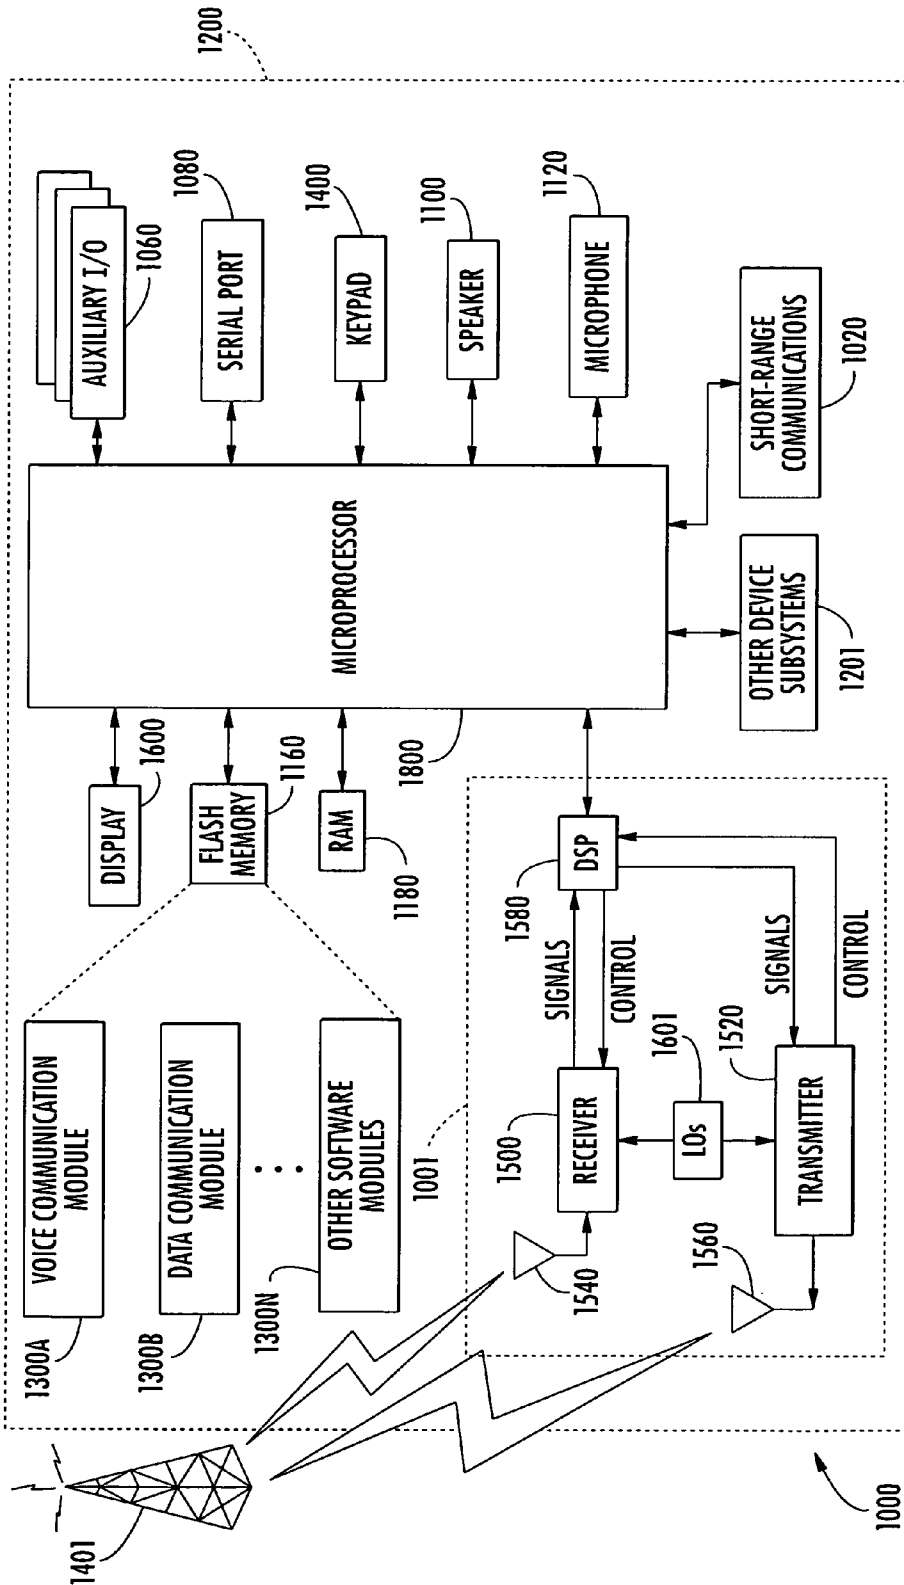 1200
AUXILIARY I/O
1060
SERIAL PORT
1080
KEYPAD
1400
SPEAKER
1100
MICROPHONE
1120
SHORT-RANGE
COMMUNICATIONS
1020
MICROPROCESSOR
1800
OTHER DEVICE
SUBSYSTEMS
1201
DISPLAY
1600
FLASH
MEMORY
1160
RAM
1180
VOICE COMMUNICATION
MODULE
1300A
DATA COMMUNICATION
MODULE
1300B
• • •
OTHER SOFTWARE
MODULES
1300N
1001
DSP
1580
SIGNALS
CONTROL
SIGNALS
CONTROL
RECEIVER
1500
LOs
1601
TRANSMITTER
1520
1540
1560
1401
1000